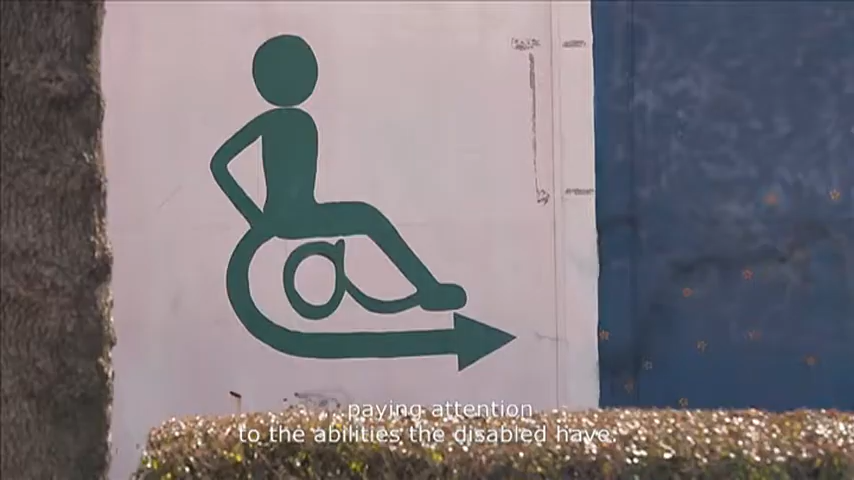 ... paying attention
to the abilities the disabled have.